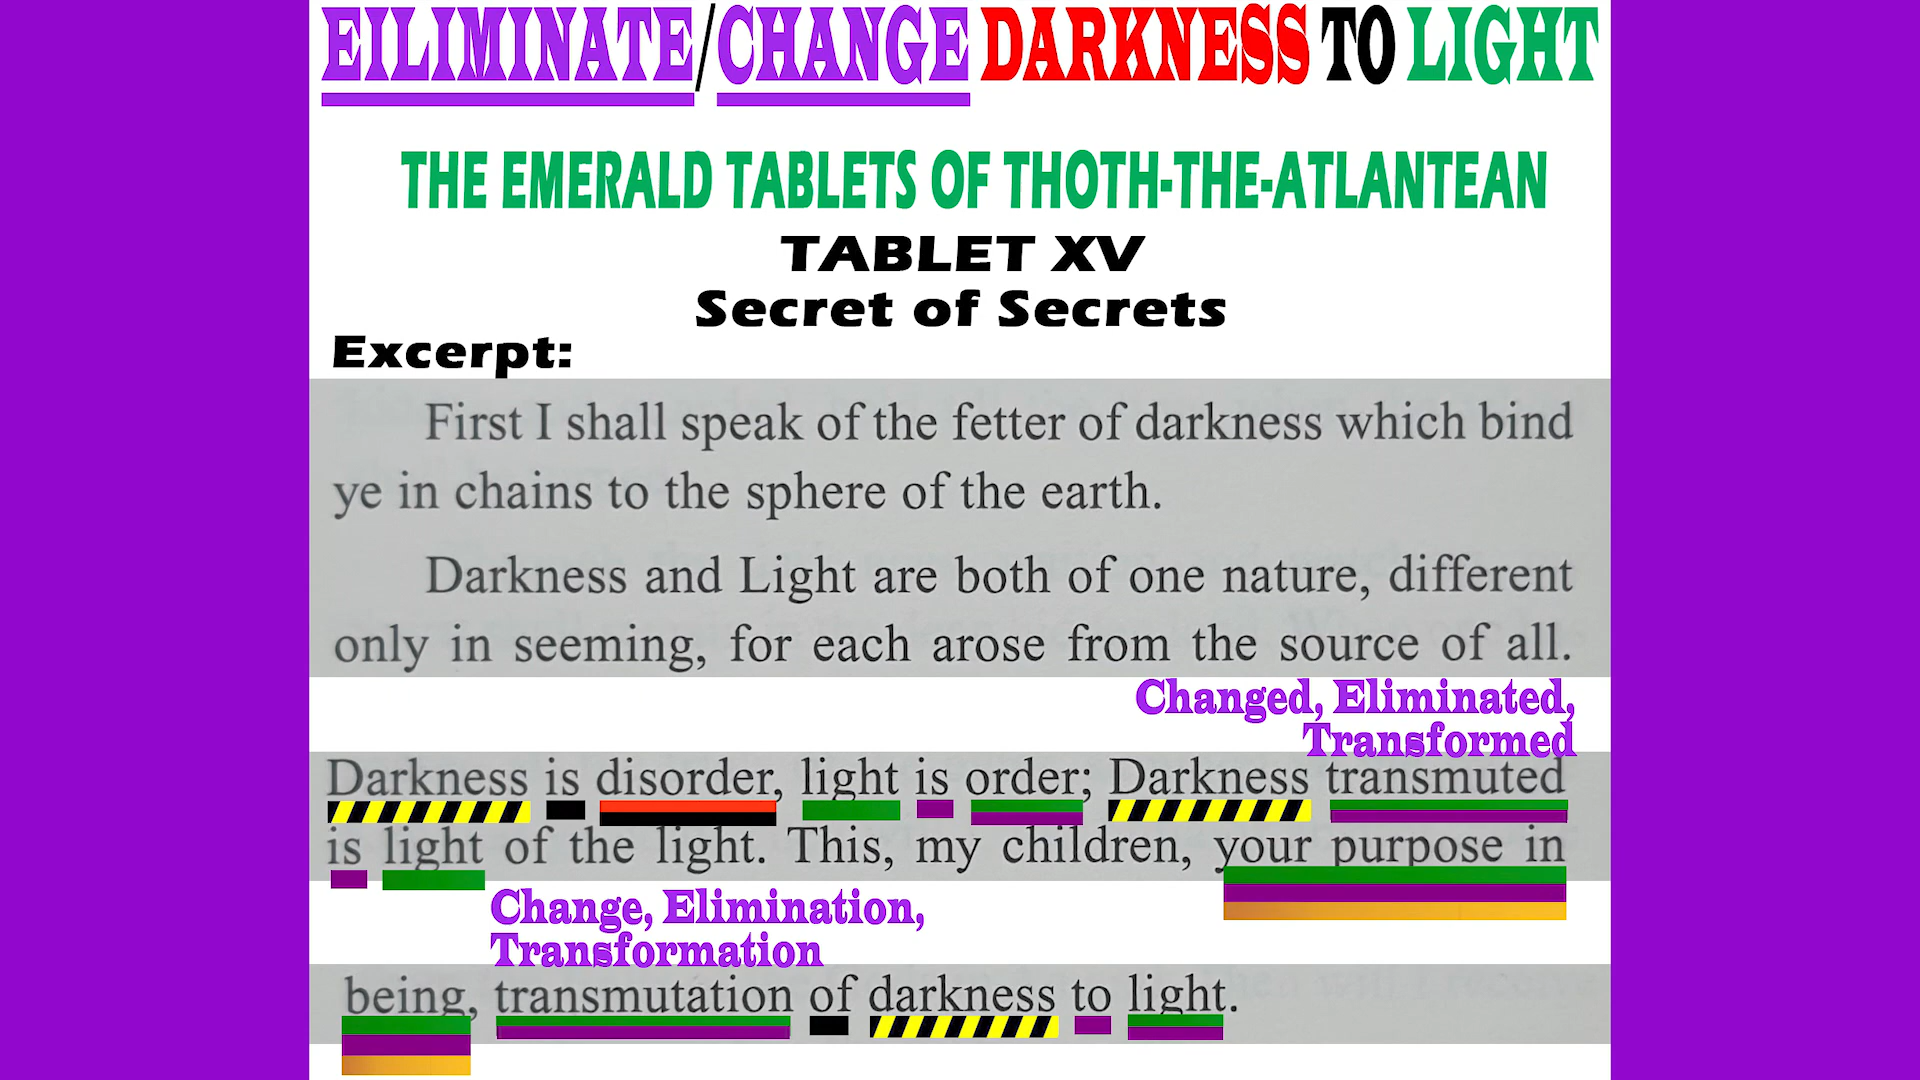 EILIMINATE/CHANGE DARKNESS TO LIGHT
THE EMERALD TABLETS OF THOTH-THE-ATLANTEAN
TABLET XV
Secret of Secrets
Excerpt:
First I shall speak of the fetter of darkness which bind
ye in chains to the sphere of the earth.
Darkness and Light are both of one nature, different
only in seeming, for each arose from the source of all.
Changed, Eliminated,
Transformed
Darkness is disorder, light is order; Darkness transmuted
is light of the light. This, my children, your purpose in
Change, Elimination,
Transformation
being, transmutation of darkness to light.